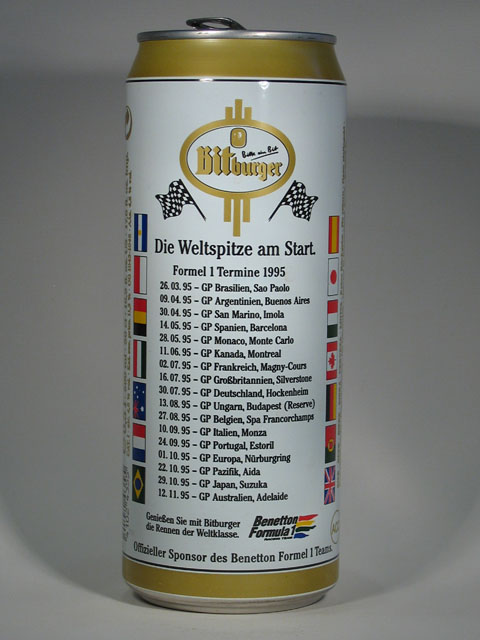 Bitte ein Bit
Bitburger
Die Weltspitze am Start.
Formel 1 Termine 1995
26.03.95 – GP Brasilien, Sao Paolo
09.04.95 – GP Argentinien, Buenos Aires
30.04.95 – GP San Marino, Imola
14.05.95 – GP Spanien, Barcelona
28.05.95 – GP Monaco, Monte Carlo
11.06.95 – GP Kanada, Montreal
02.07.95 – GP Frankreich, Magny-Cours
16.07.95 – GP Großbritannien, Silverstone
30.07.95 – GP Deutschland, Hockenheim
13.08.95 – GP Ungarn, Budapest (Reserve)
27.08.95 – GP Belgien, Spa Francorchamps
10.09.95 – GP Italien, Monza
24.09.95 – GP Portugal, Estoril
01.10.95 – GP Europa, Nürburgring
22.10.95 – GP Pazifik, Aida
29.10.95 – GP Japan, Suzuka
12.11.95 – GP Australien, Adelaide
Genießen Sie mit Bitburger
die Rennen der Weltklasse.
Benetton
Formula 1
RACING TEAM
Offizieller Sponsor des Benetton Formel 1 Teams.